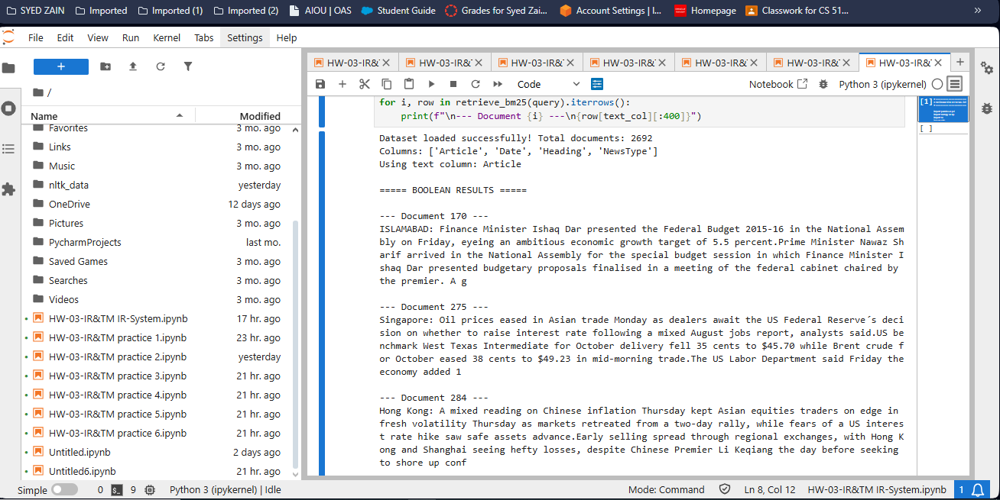 SYED ZAIN Imported Imported (1) Imported (2) AIOU | OAS Student Guide Grades for Syed Zai... Account Settings | I... Homepage Classwork for CS 51... »
File Edit View Run Kernel Tabs Settings Help
+
/
Name Modified
Favorites 3 mo. ago
Links 3 mo. ago
Music 3 mo. ago
nltk_data yesterday
OneDrive 12 days ago
Pictures 3 mo. ago
PycharmProjects last mo.
Saved Games 3 mo. ago
Searches 3 mo. ago
Videos 3 mo. ago
HW-03-IR&TM IR-System.ipynb 17 hr. ago
HW-03-IR&TM practice 1.ipynb 23 hr. ago
HW-03-IR&TM practice 2.ipynb yesterday
HW-03-IR&TM practice 3.ipynb 21 hr. ago
HW-03-IR&TM practice 4.ipynb 21 hr. ago
HW-03-IR&TM practice 5.ipynb 21 hr. ago
HW-03-IR&TM practice 6.ipynb 21 hr. ago
Untitled.ipynb 2 days ago
Untitled6.ipynb 21 hr. ago
HW-03-IR& HW-03-IR& HW-03-IR& HW-03-IR& HW-03-IR& HW-03-IR& HW-03-IR& +
Code Notebook Python 3 (ipykernel)
for i, row in retrieve_bm25(query).iterrows():
print(f"\n--- Document {i} ---\n{row[text_col][:400]}")
Dataset loaded successfully! Total documents: 2692
Columns: ['Article', 'Date', 'Heading', 'NewsType']
Using text column: Article
===== BOOLEAN RESULTS =====
--- Document 170 ---
ISLAMABAD: Finance Minister Ishaq Dar presented the Federal Budget 2015-16 in the National Assem
bly on Friday, eyeing an ambitious economic growth target of 5.5 percent.Prime Minister Nawaz Sh
arif arrived in the National Assembly for the special budget session in which Finance Minister I
shaq Dar presented budgetary proposals finalised in a meeting of the federal cabinet chaired by
the premier. A g
--- Document 275 ---
Singapore: Oil prices eased in Asian trade Monday as dealers await the US Federal Reserve´s deci
sion on whether to raise interest rate following a mixed August jobs report, analysts said.US be
nchmark West Texas Intermediate for October delivery fell 35 cents to $45.70 while Brent crude f
or October eased 38 cents to $49.23 in mid-morning trade.The US Labor Department said Friday the
economy added 1
--- Document 284 ---
Hong Kong: A mixed reading on Chinese inflation Thursday kept Asian equities traders on edge in
fresh volatility Thursday as markets retreated from a two-day rally, while fears of a US interes
t rate hike saw safe assets advance.Early selling spread through regional exchanges, with Hong K
ong and Shanghai seeing hefty losses, despite Chinese Premier Li Keqiang the day before seeking
to shore up conf
[1]
[ ]
Simple 0 9 Python 3 (ipykernel) | Idle Mode: Command Ln 8, Col 12 HW-03-IR&TM IR-System.ipynb 1